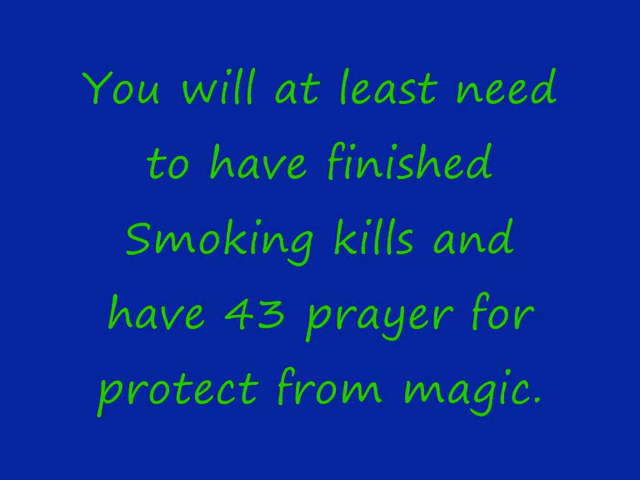 You will at least need
to have finished
Smoking kills and
have 43 prayer for
protect from magic.